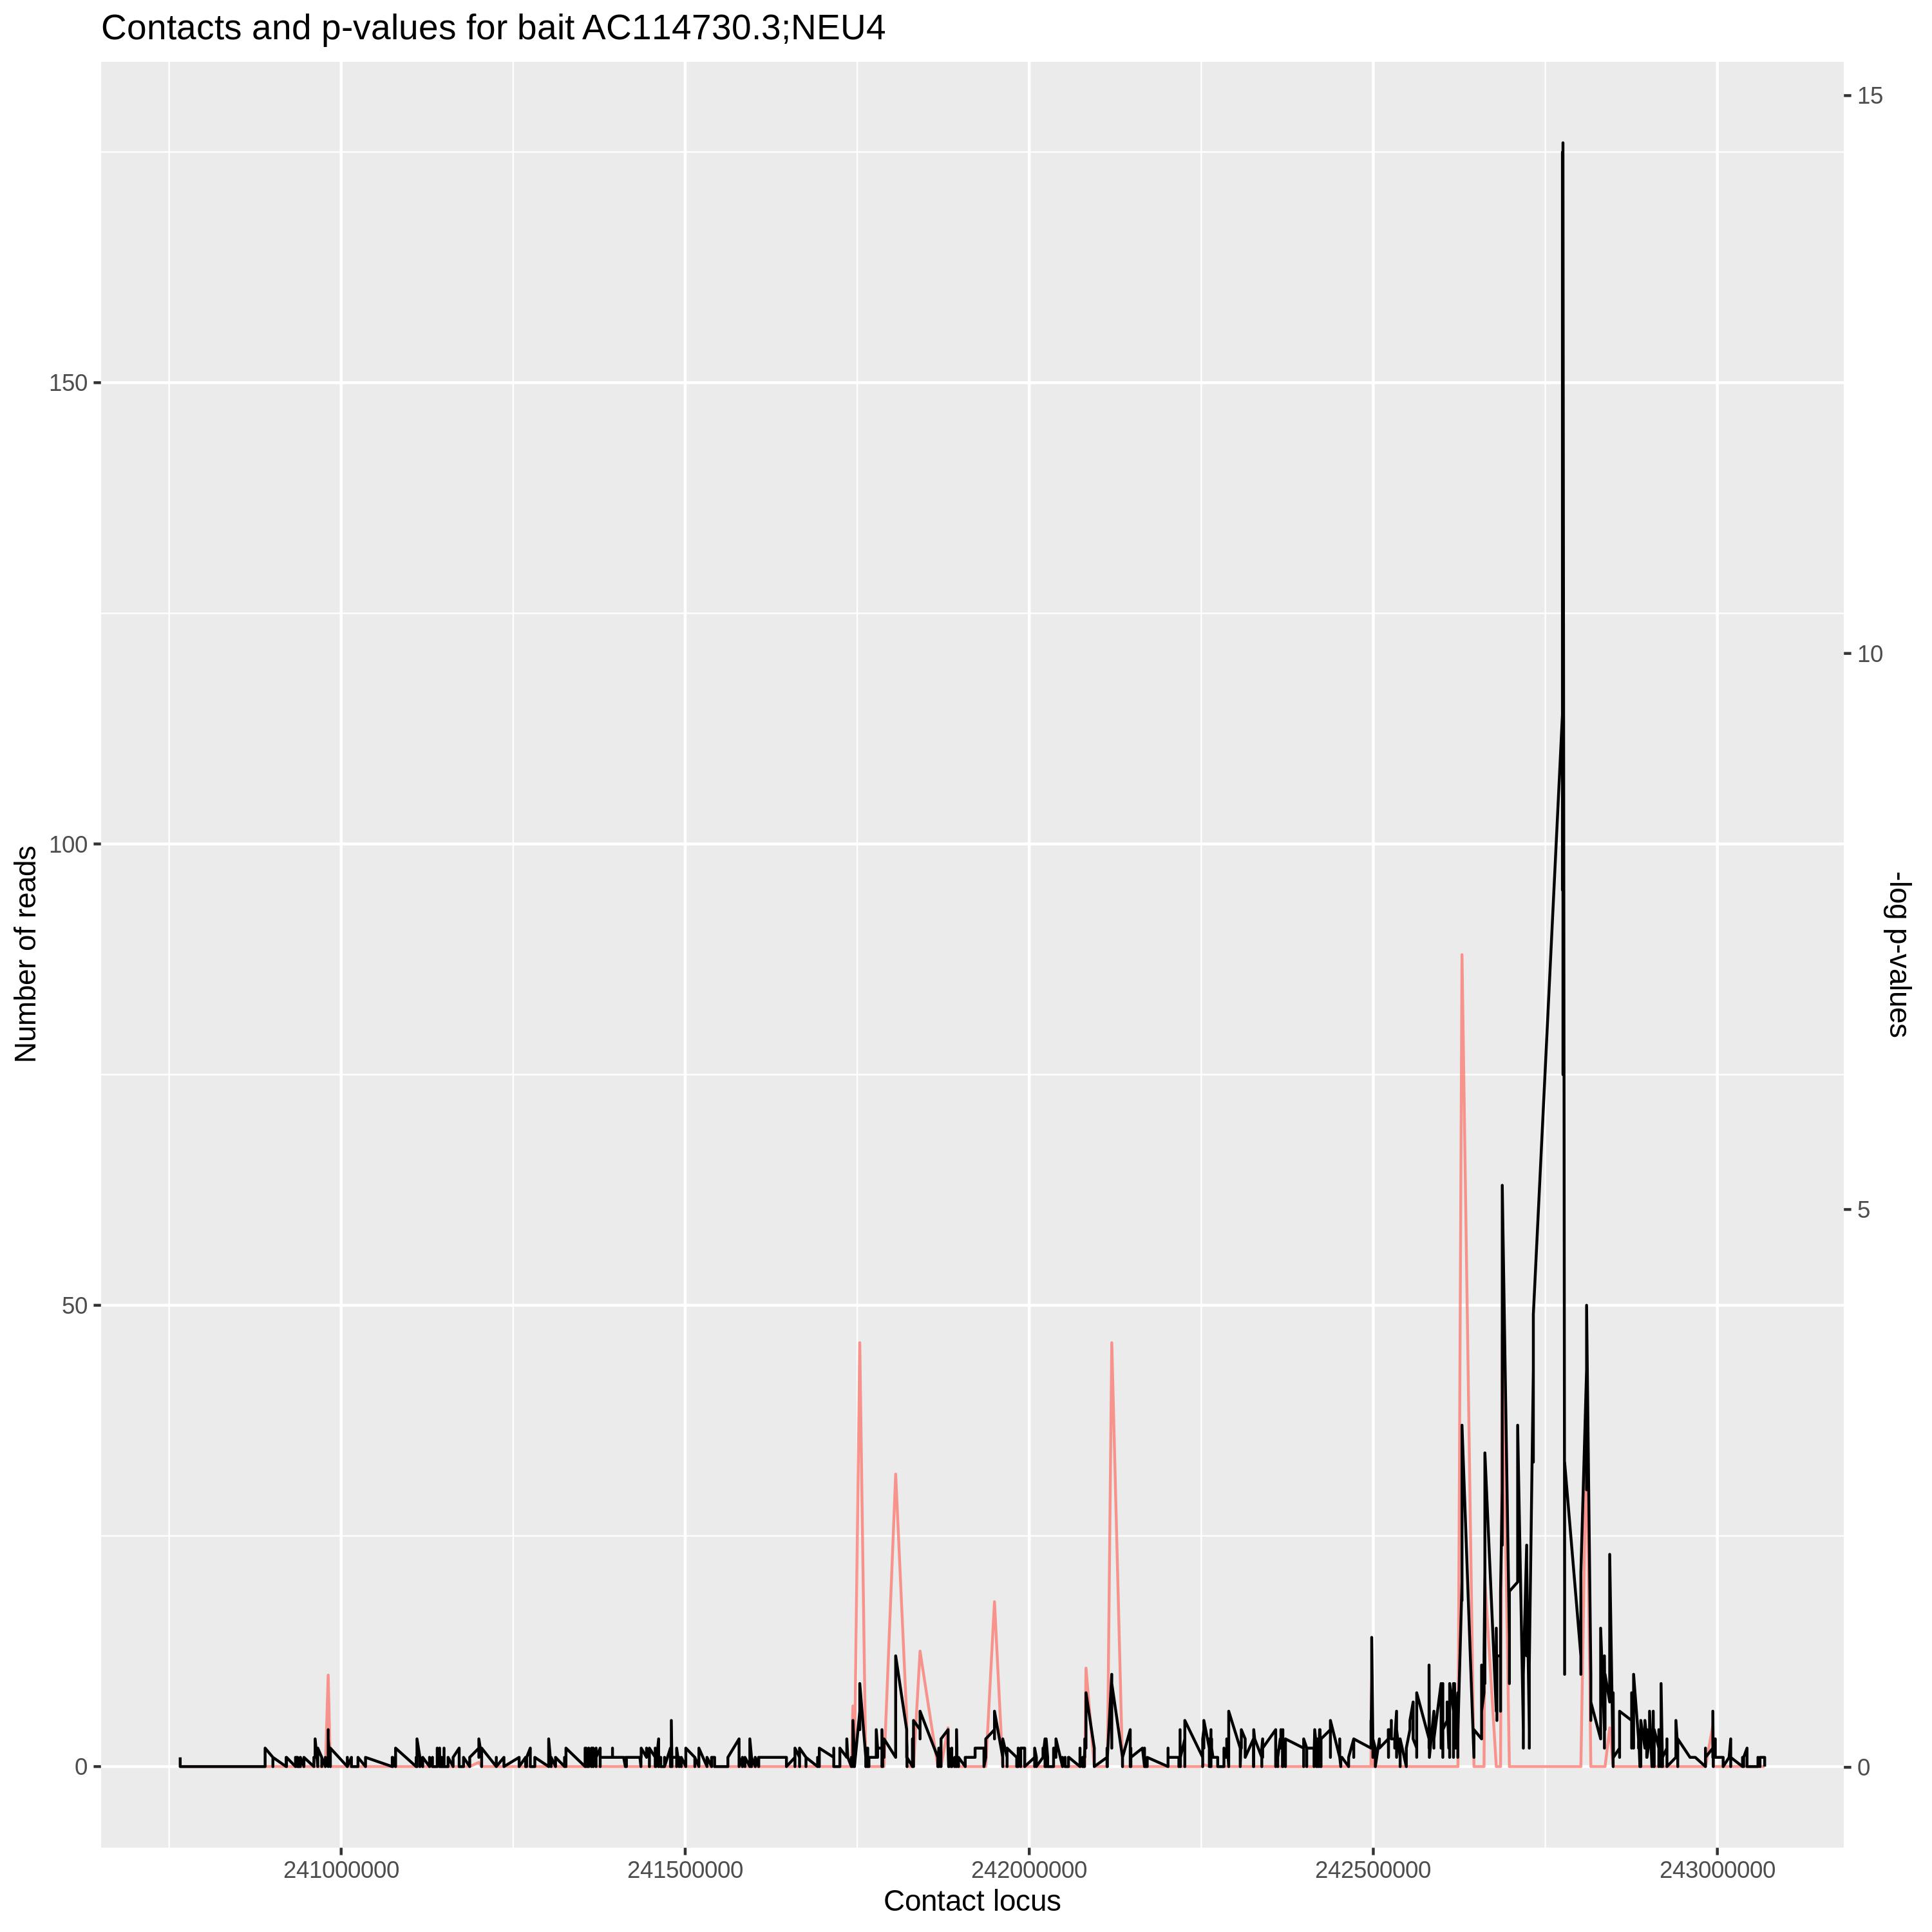 Contacts and p-values for bait AC114730.3;NEU4
15
150
10
100
Number of reads
-log p-values
5
50
0
0
241000000 241500000 242000000 242500000 243000000
Contact locus